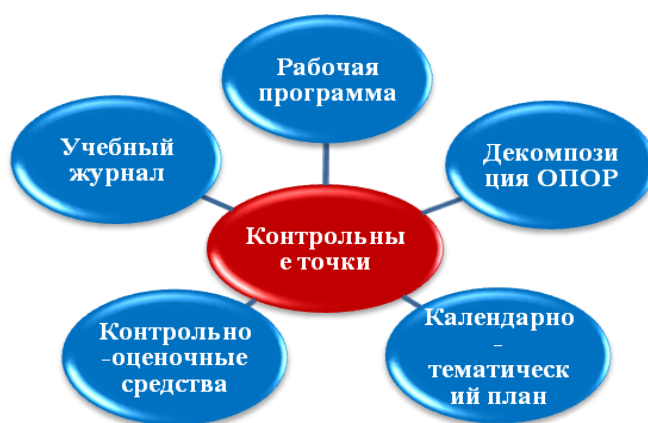 Рабочая
программа
Учебный
журнал
Декомпози
ция ОПОР
Контрольны
е точки
Контрольно
-оценочные
средства
Календарно
-
тематическ
ий план